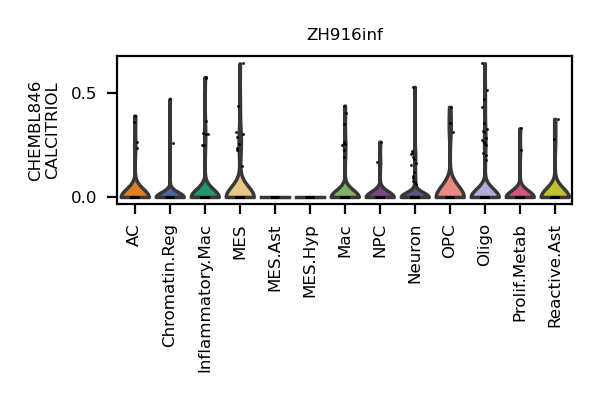 ZH916inf
CHEMBL846
CALCITRIOL
0.5
0.0
AC
Chromatin.Reg
Inflammatory.Mac
MES
MES.Ast
MES.Hyp
Mac
NPC
Neuron
OPC
Oligo
Prolif.Metab
Reactive.Ast